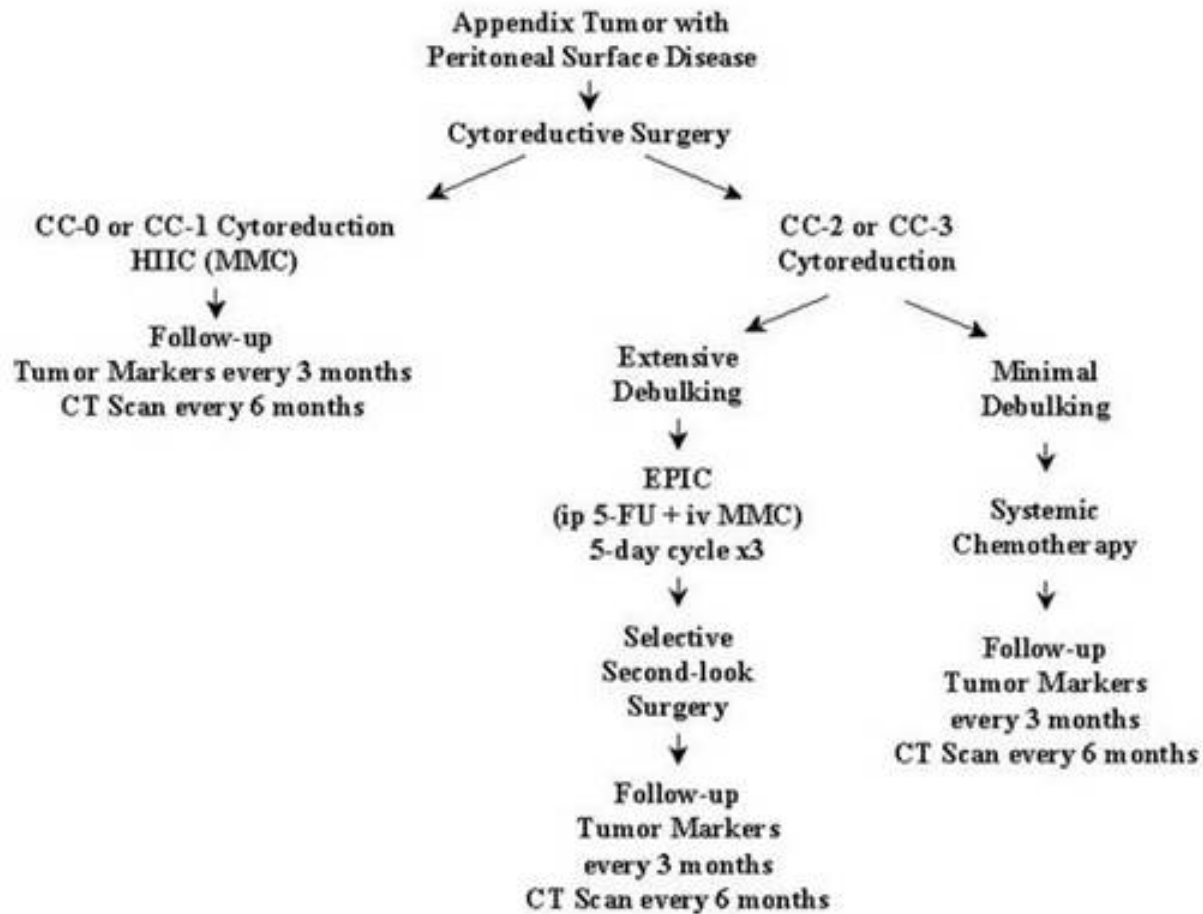 Appendix Tumor with
Peritoneal Surface Disease
Cytoreductive Surgery
CC-0 or CC-1 Cytoreduction
HIIC (MMC)
Follow-up
Tumor Markers every 3 months
CT Scan every 6 months
CC-2 or CC-3
Cytoreduction
Extensive
Debulking
EPIC
(ip 5-FU + iv MMC)
5-day cycle x3
Selective
Second-look
Surgery
Follow-up
Tumor Markers
every 3 months
CT Scan every 6 months
Minimal
Debulking
Systemic
Chemotherapy
Follow-up
Tumor Markers
every 3 months
CT Scan every 6 months